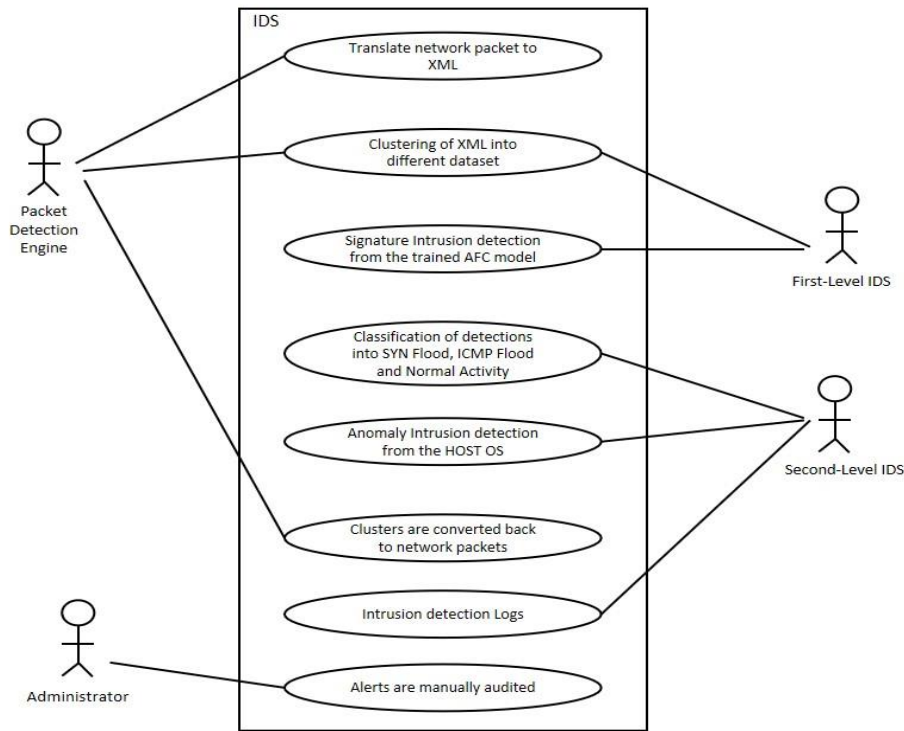 IDS
Translate network packet to
XML
Clustering of XML into
different dataset
Packet
Detection
Engine
Signature Intrusion detection
from the trained AFC model
First-Level IDS
Classification of detections
into SYN Flood, ICMP Flood
and Normal Activity
Anomaly Intrusion detection
from the HOST OS
Second-Level IDS
Clusters are converted back
to network packets
Intrusion detection Logs
Alerts are manually audited
Administrator